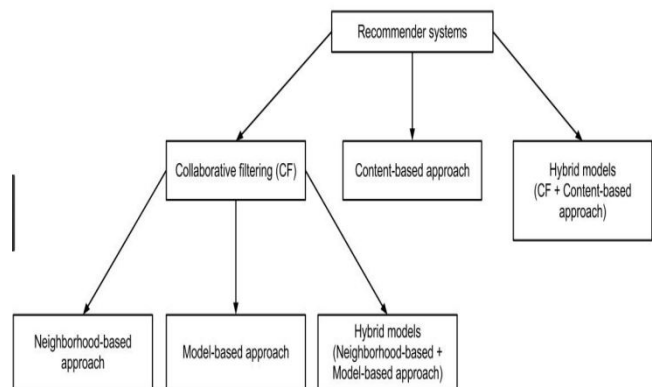 Recommender systems
Collaborative filtering (CF)
Content-based approach
Hybrid models
(CF + Content-based
approach)
Neighborhood-based
approach
Model-based approach
Hybrid models
(Neighborhood-based +
Model-based approach)